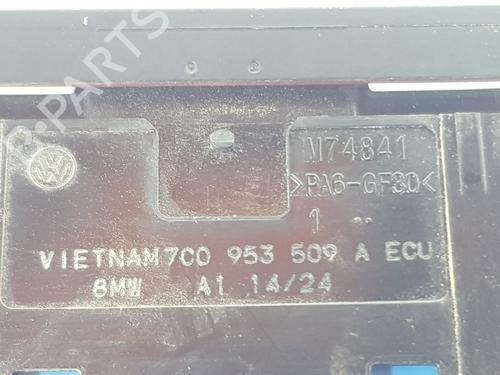 B-PARTS
M74841
>PA6-GF30<
1 ..
VIETNAM7C0 953 509 A ECU
8MW A1 14/24